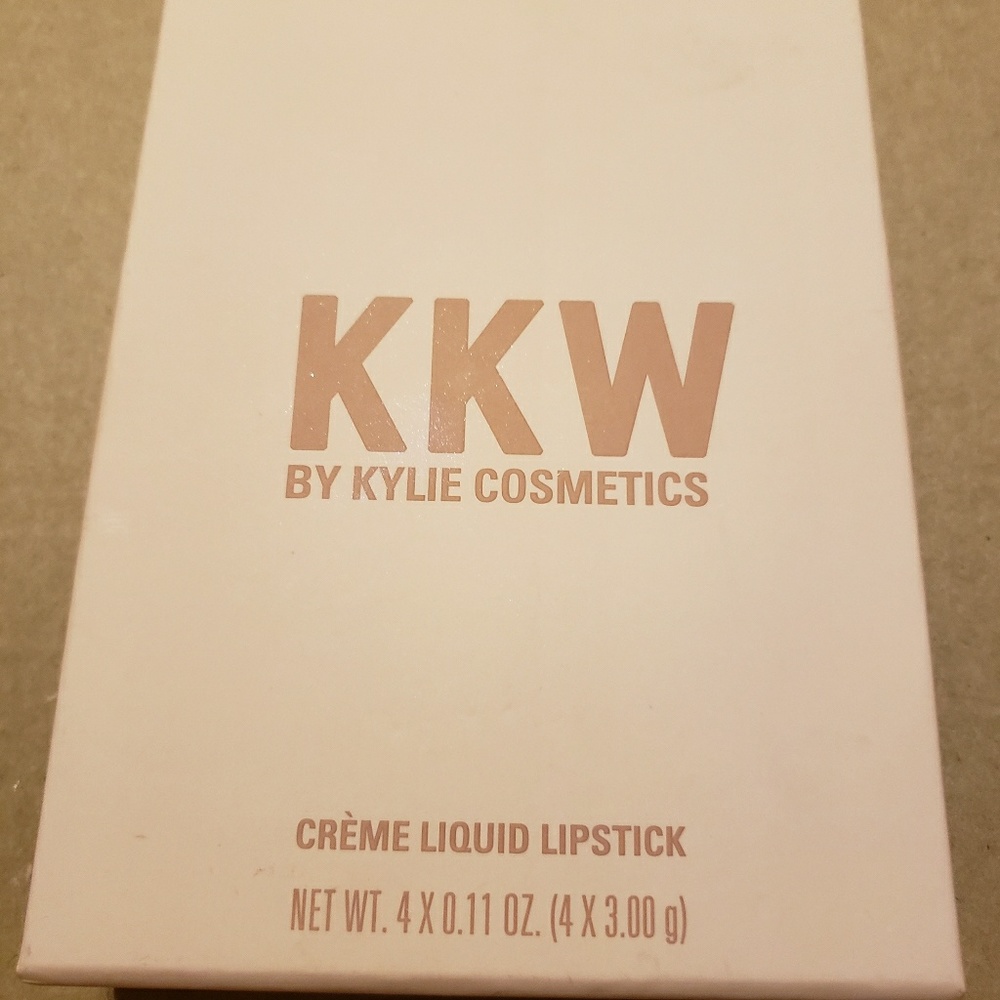 KKW
BY KYLIE COSMETICS
CRÈME LIQUID LIPSTICK
NET WT. 4 X 0.11 OZ. (4 X 3.00 g)